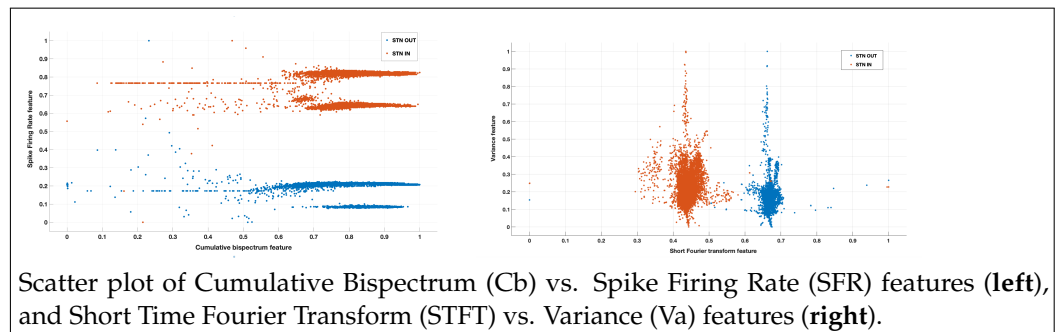 STN OUT
STN IN
Spike Firing Rate feature
1
0.9
0.8
0.7
0.6
0.5
0.4
0.3
0.2
0.1
0
0 0.1 0.2 0.3 0.4 0.5 0.6 0.7 0.8 0.9 1
Cumulative bispectrum feature
STN OUT
STN IN
Variance feature
1
0.9
0.8
0.7
0.6
0.5
0.4
0.3
0.2
0.1
0
0 0.1 0.2 0.3 0.4 0.5 0.6 0.7 0.8 0.9 1
Short Fourier transform feature
Scatter plot of Cumulative Bispectrum (Cb) vs. Spike Firing Rate (SFR) features (left),
and Short Time Fourier Transform (STFT) vs. Variance (Va) features (right).